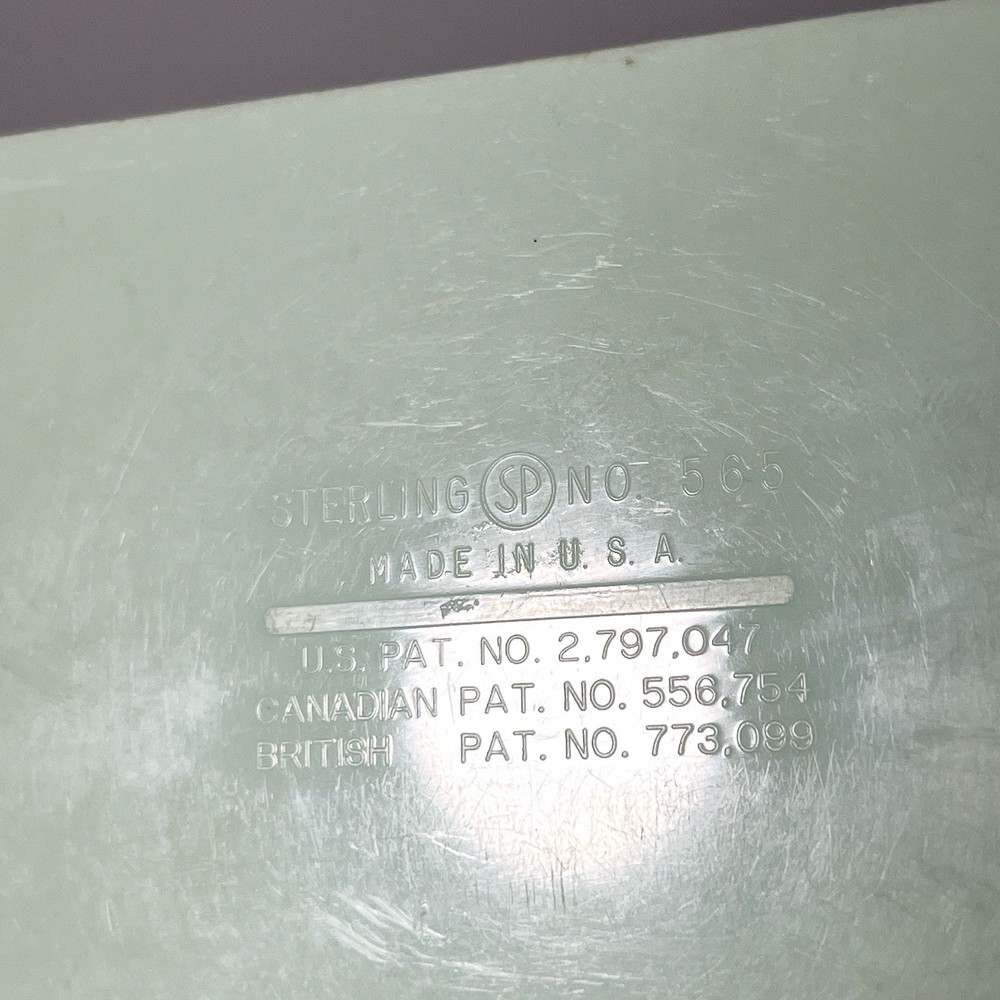 STERLING SP NO. 565
MADE IN U. S. A.
U.S. PAT. NO. 2,797,047
CANADIAN PAT. NO. 556,754
BRITISH PAT. NO. 773,099